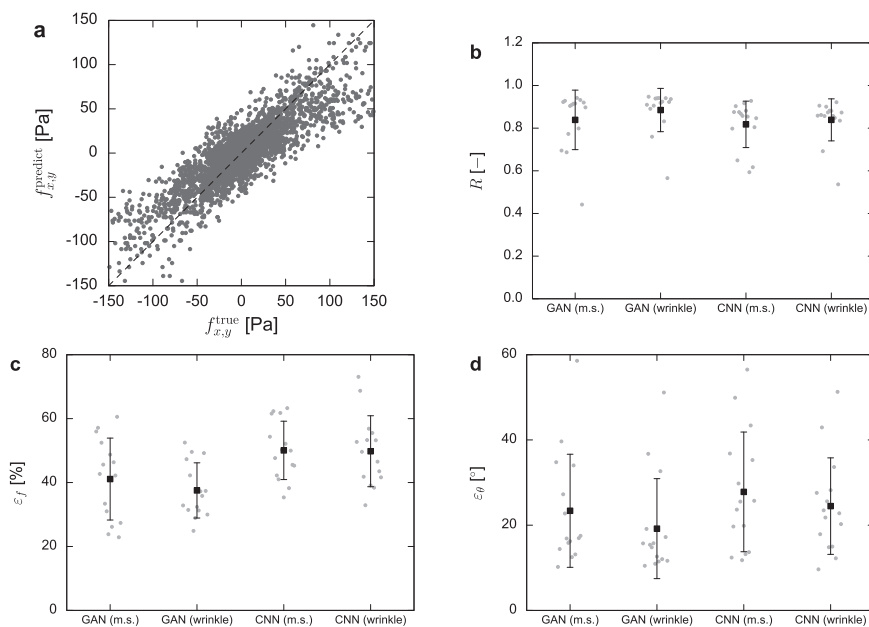 a
150
100
50
0
-50
-100
-150
-150 -100 -50 0 50 100 150
f_{x,y}^{predict} [Pa]
f_{x,y}^{true} [Pa]
b
1.2
1.0
0.8
0.6
0.4
0.2
0.0
R [−]
GAN (m.s.) GAN (wrinkle) CNN (m.s.) CNN (wrinkle)
c
80
60
40
20
0
ε_f [%]
GAN (m.s.) GAN (wrinkle) CNN (m.s.) CNN (wrinkle)
d
60
40
20
0
ε_θ [°]
GAN (m.s.) GAN (wrinkle) CNN (m.s.) CNN (wrinkle)